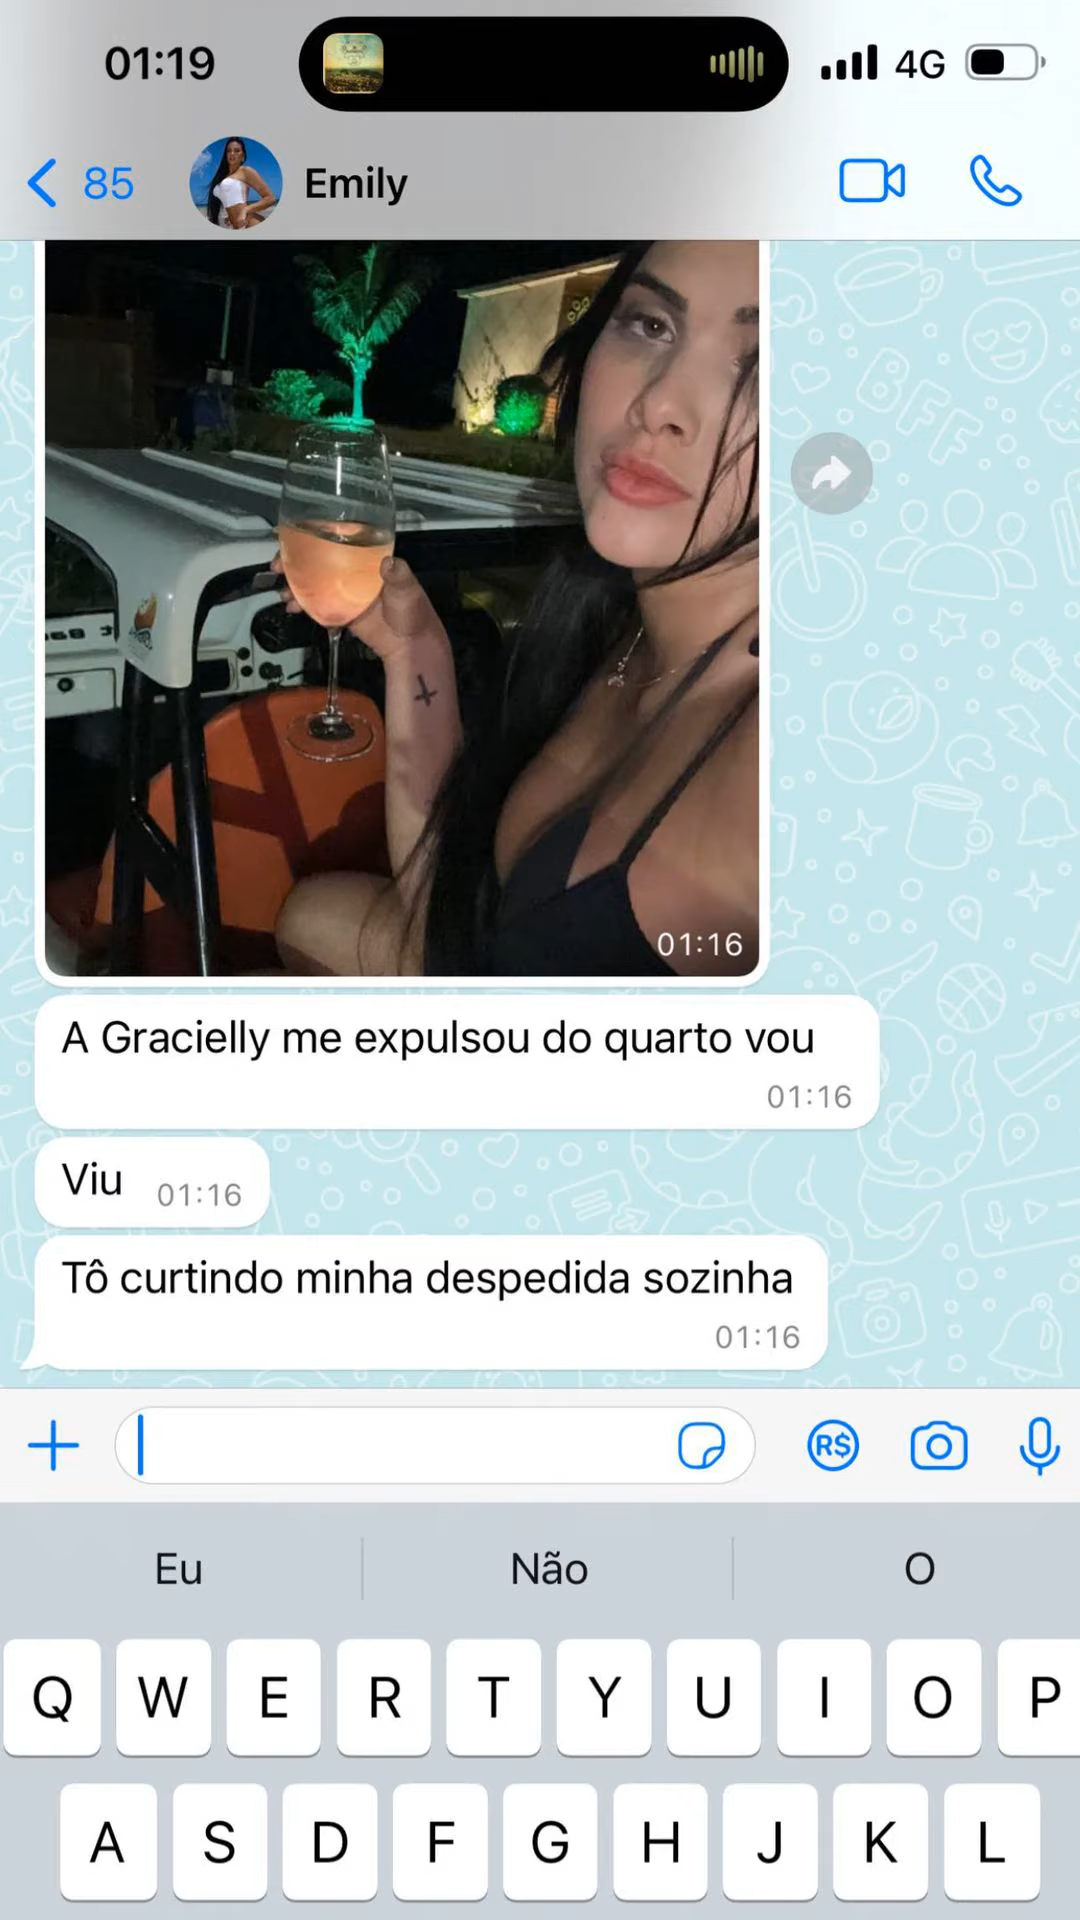 01:19
4G
85
Emily
BFF
01:16
A Gracielly me expulsou do quarto vou
01:16
Viu
01:16
Tô curtindo minha despedida sozinha
01:16
R$
Eu
Não
O
Q W E R T Y U I O P
A S D F G H J K L